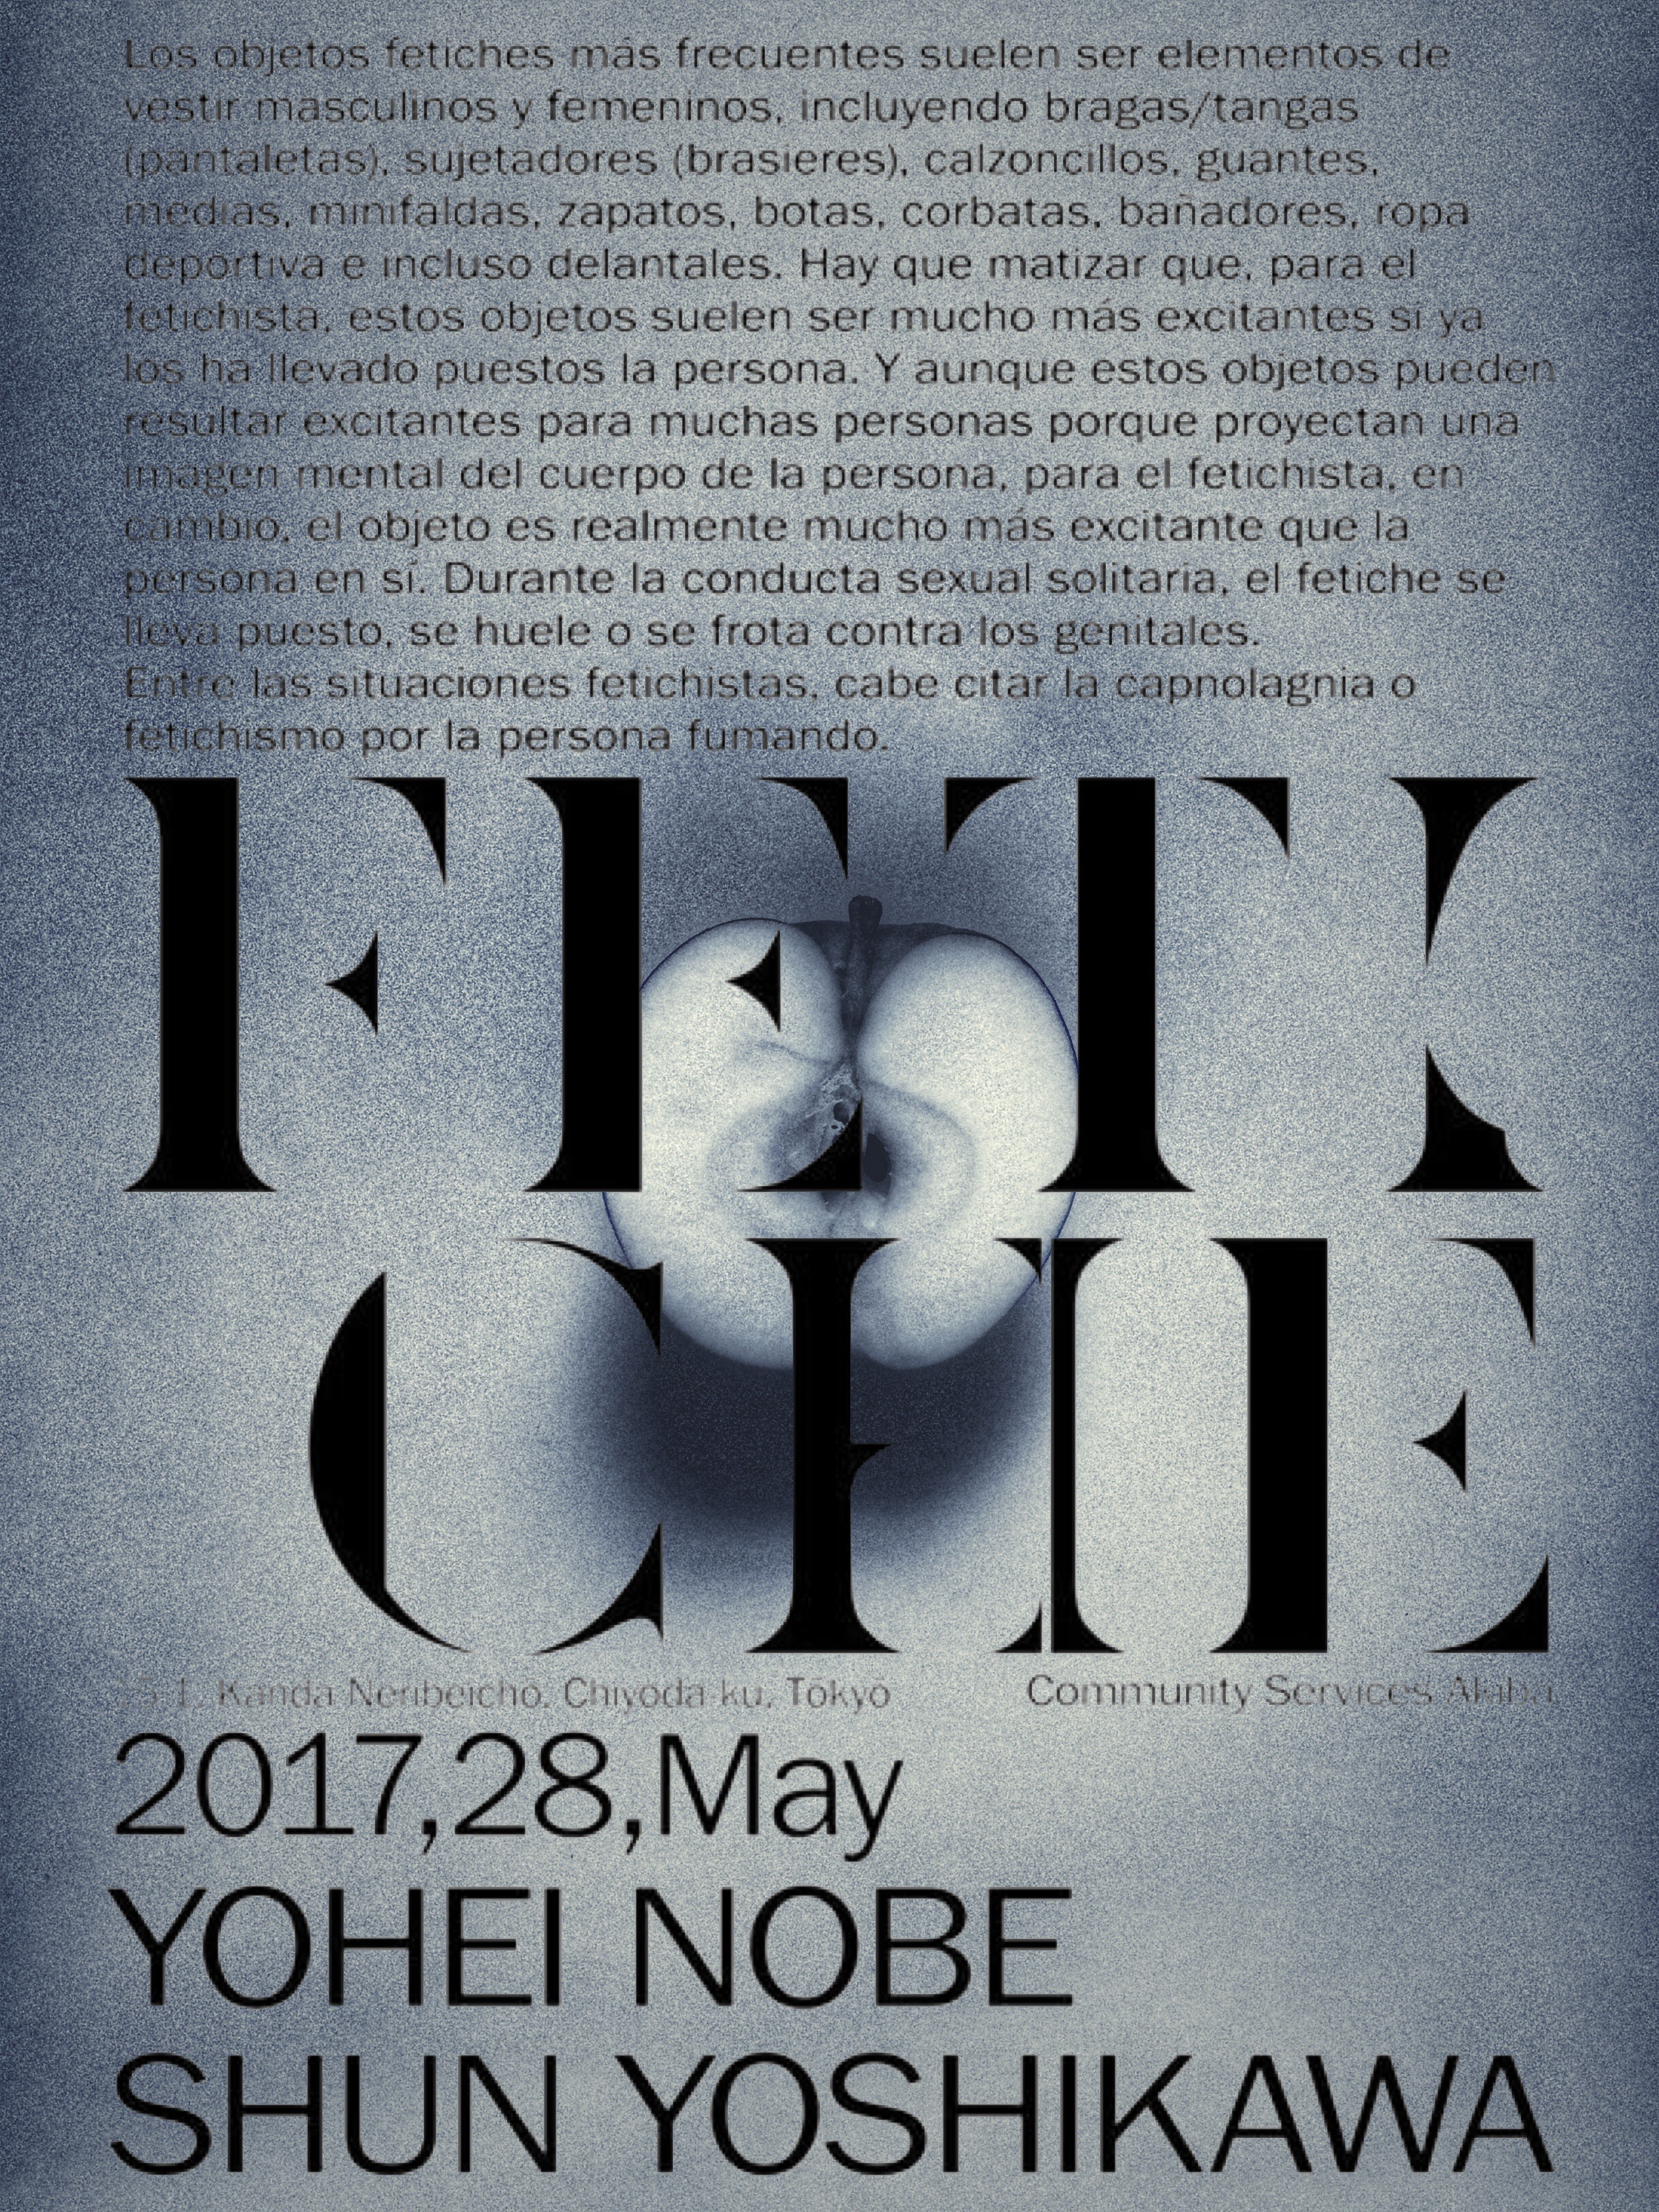 Los objetos fetiches más frecuentes suelen ser elementos de
vestir masculinos y femeninos, incluyendo bragas/tangas
(pantaletas), sujetadores (brasieres), calzoncillos, guantes,
medias, minifaldas, zapatos, botas, corbatas, bañadores, ropa
deportiva e incluso delantales. Hay que matizar que, para el
fetichista, estos objetos suelen ser mucho más excitantes si ya
los ha llevado puestos la persona. Y aunque estos objetos pueden
resultar excitantes para muchas personas porque proyectan una
imagen mental del cuerpo de la persona, para el fetichista, en
cambio, el objeto es realmente mucho más excitante que la
persona en sí. Durante la conducta sexual solitaria, el fetiche se
lleva puesto, se huele o se frota contra los genitales.
Entre las situaciones fetichistas, cabe citar la capnolagnia o
fetichismo por la persona fumando.
FETI
CHE
Kanda Neribeichō, Chiyoda-ku, Tōkyō
Community Services Akiba
2017,28,May
YOHEI NOBE
SHUN YOSHIKAWA